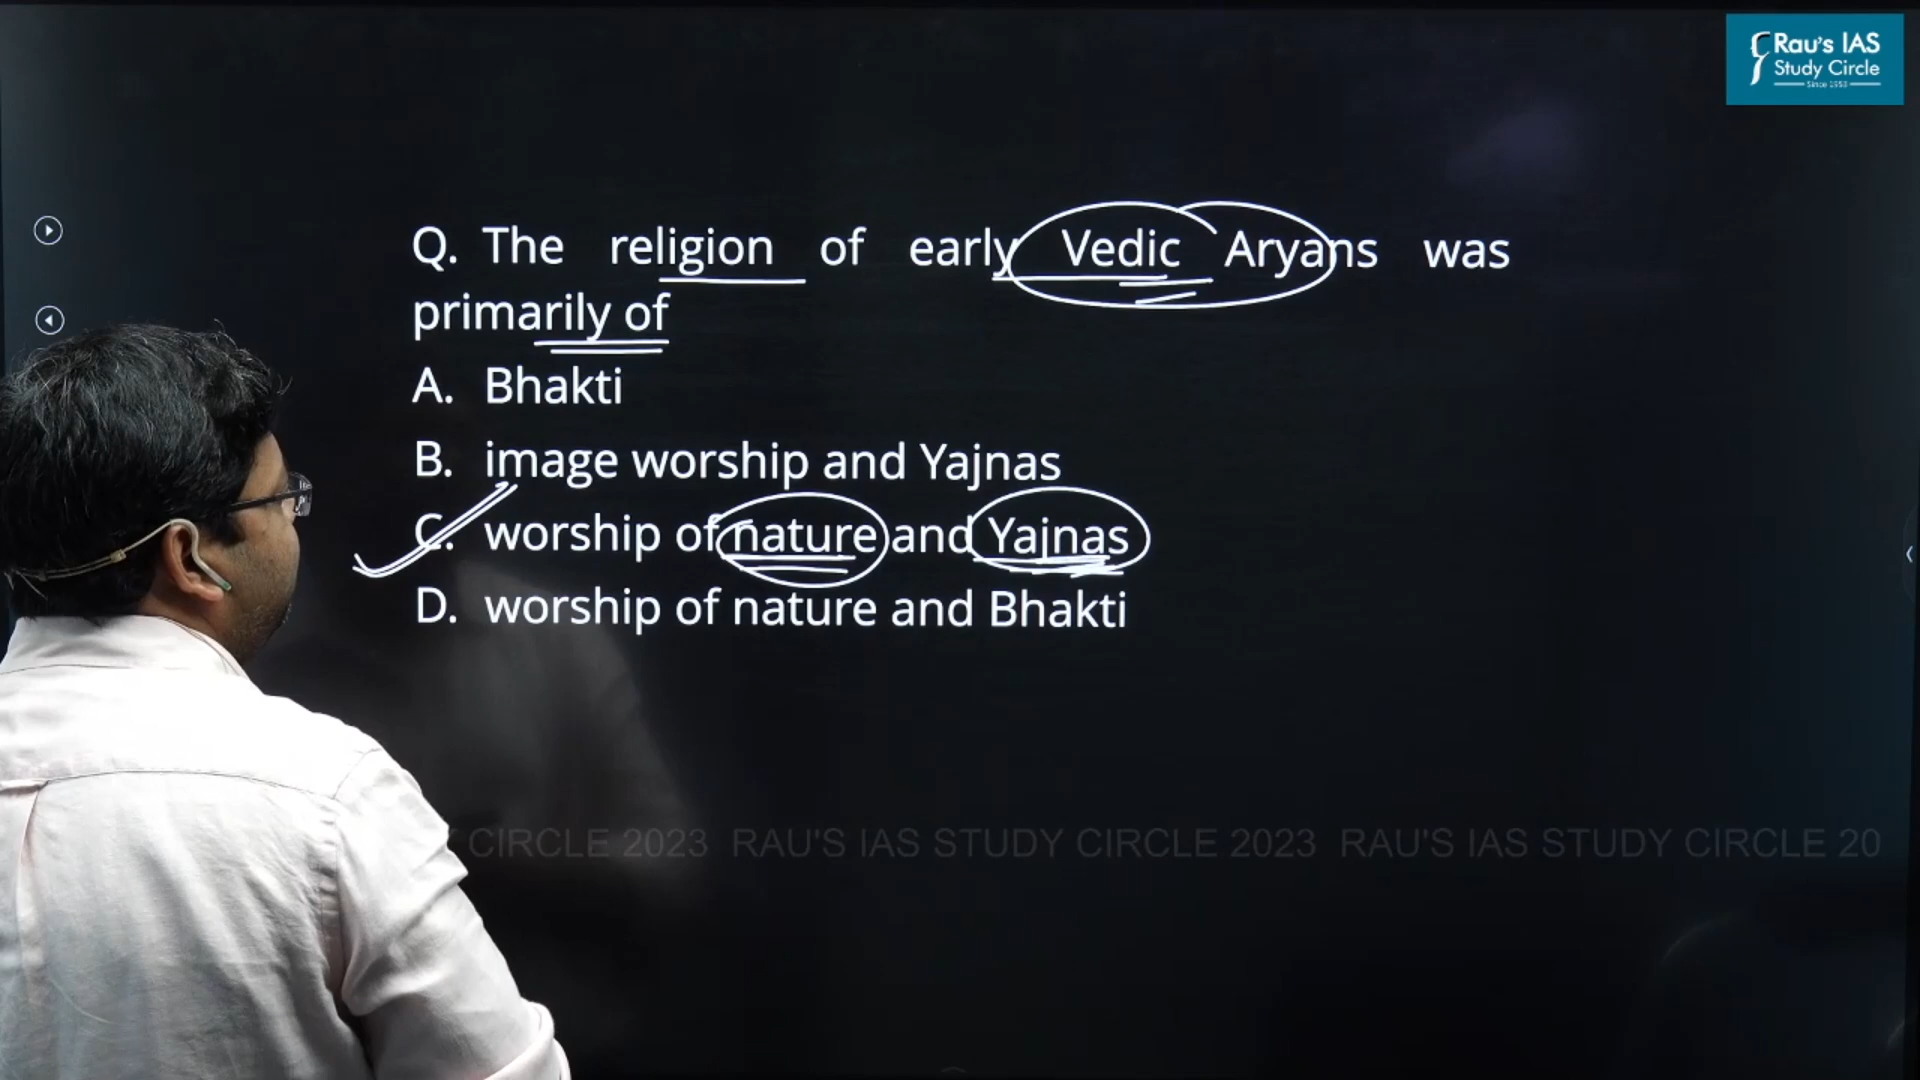 Rau's IAS
Study Circle
Since 1953
Q. The religion of early Vedic Aryans was
primarily of
A. Bhakti
B. image worship and Yajnas
C. worship of nature and Yajnas
D. worship of nature and Bhakti
CIRCLE 2023 RAU'S IAS STUDY CIRCLE 2023 RAU'S IAS STUDY CIRCLE 20